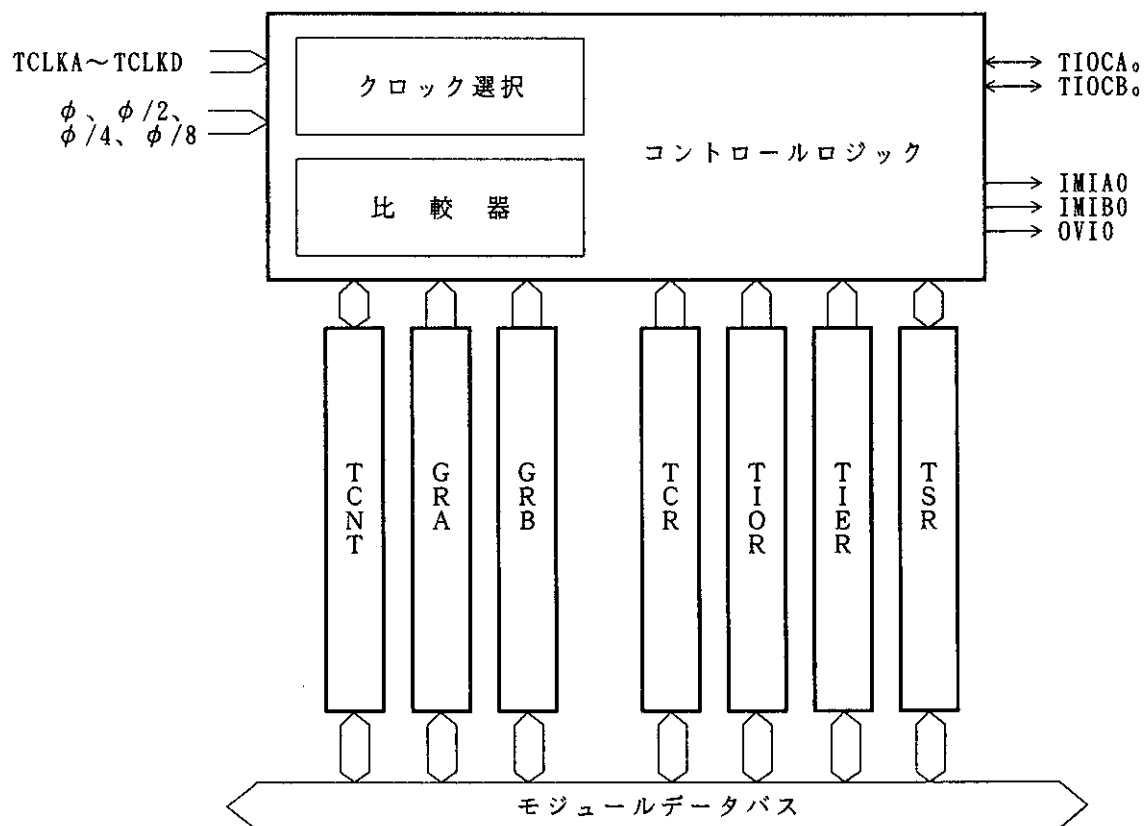 TCLKA～TCLKD
φ、φ/2、
φ/4、φ/8
クロック選択
比較器
コントロールロジック
TIOCA₀
TIOCB₀
IMIA0
IMIB0
OVI0
TCNT
GRA
GRB
TCR
TIOR
TIER
TSR
モジュールデータバス